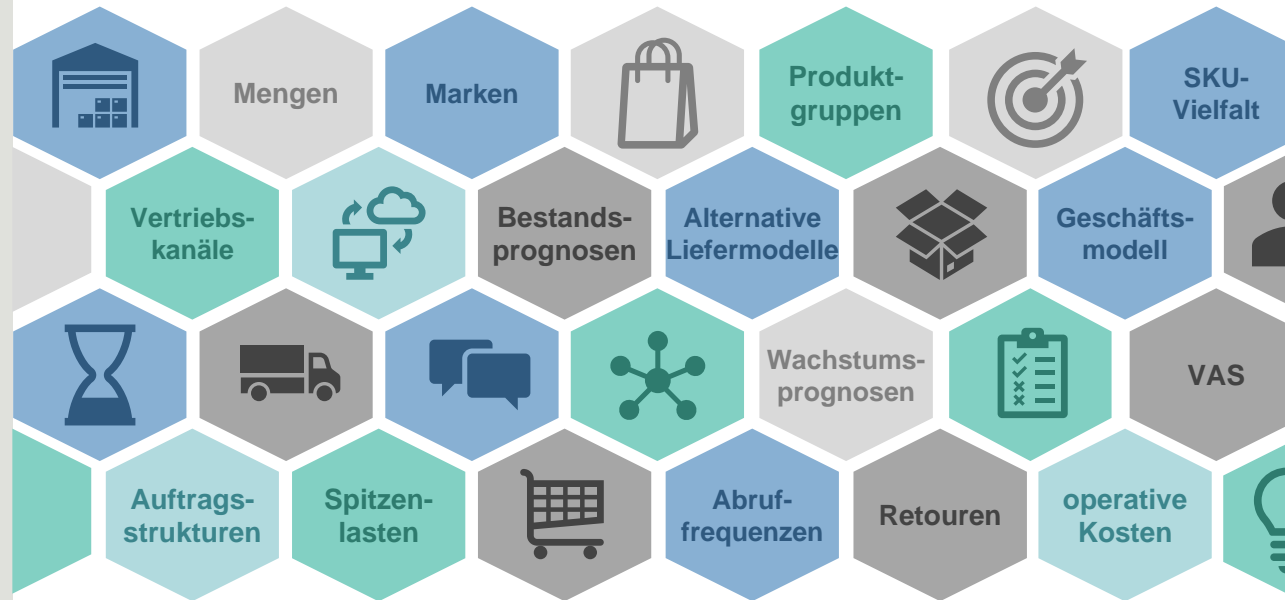 Mengen
Marken
Produkt-
gruppen
SKU-
Vielfalt
Vertriebs-
kanäle
Bestands-
prognosen
Alternative
Liefermodelle
Geschäfts-
modell
Wachstums-
prognosen
VAS
Auftrags-
strukturen
Spitzen-
lasten
Abruf-
frequenzen
Retouren
operative
Kosten